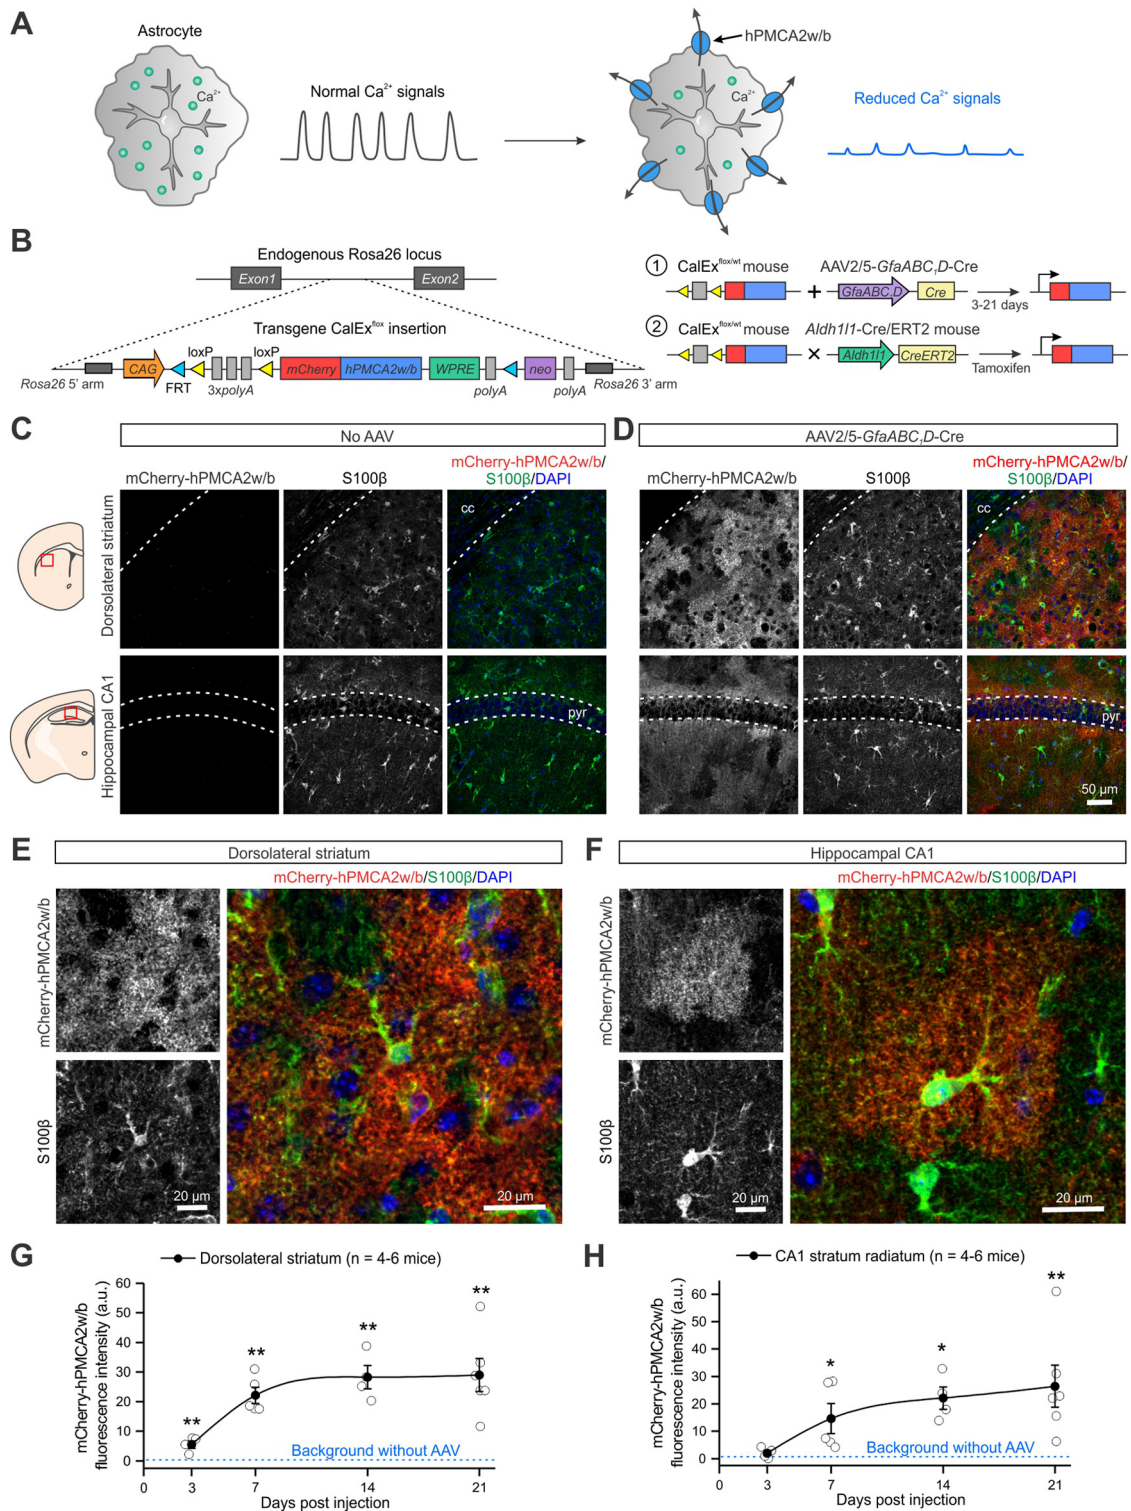 A
Astrocyte
Ca2+
Normal Ca2+ signals
hPMCA2w/b
Ca2+
Reduced Ca2+ signals
B
Endogenous Rosa26 locus
Exon1
Exon2
Transgene CalExflox insertion
loxP
loxP
CAG
mCherry
hPMCA2w/b
WPRE
neo
Rosa26 5' arm
FRT
3xpolyA
polyA
polyA
Rosa26 3' arm
1
CalExflox/wt mouse
AAV2/5-GfaABC1D-Cre
+
GfaABC1D
Cre
3-21 days
2
CalExflox/wt mouse
Aldh1l1-Cre/ERT2 mouse
×
Aldh1l1
CreERT2
Tamoxifen
C
No AAV
mCherry-hPMCA2w/b
S100β
mCherry-hPMCA2w/b/
S100β/DAPI
Dorsolateral striatum
cc
Hippocampal CA1
pyr
D
AAV2/5-GfaABC1D-Cre
mCherry-hPMCA2w/b
S100β
mCherry-hPMCA2w/b/
S100β/DAPI
cc
pyr
50 µm
E
Dorsolateral striatum
mCherry-hPMCA2w/b/S100β/DAPI
mCherry-hPMCA2w/b
S100β
20 µm
20 µm
F
Hippocampal CA1
mCherry-hPMCA2w/b/S100β/DAPI
mCherry-hPMCA2w/b
S100β
20 µm
20 µm
G
Dorsolateral striatum (n = 4-6 mice)
mCherry-hPMCA2w/b
fluorescence intensity (a.u.)
60
50
40
30
20
10
0
**
**
**
**
Background without AAV
0
3
7
14
21
Days post injection
H
CA1 stratum radiatum (n = 4-6 mice)
mCherry-hPMCA2w/b
fluorescence intensity (a.u.)
60
50
40
30
20
10
0
*
*
**
Background without AAV
0
3
7
14
21
Days post injection